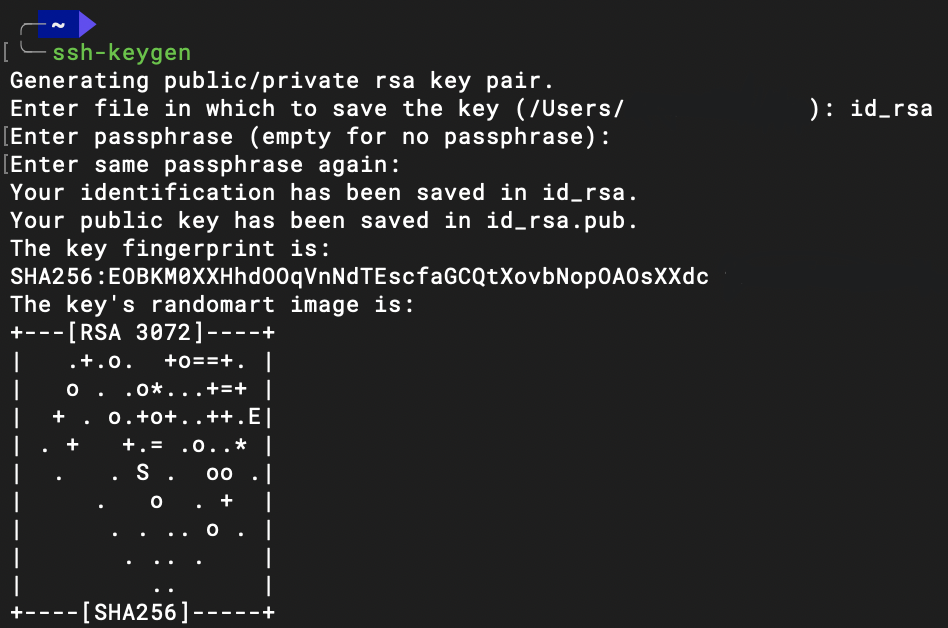 ~
ssh-keygen
Generating public/private rsa key pair.
Enter file in which to save the key (/Users/                    ): id_rsa
Enter passphrase (empty for no passphrase):
Enter same passphrase again:
Your identification has been saved in id_rsa.
Your public key has been saved in id_rsa.pub.
The key fingerprint is:
SHA256:EOBKM0XXHhdOOqVnNdTEscfaGCQtXovbNopOAOsXXdc
The key's randomart image is:
+---[RSA 3072]----+
|   .+.o.  +o==+. |
|   o . .o*...+=+ |
|  + . o.+o+..++.E|
| . +   +.= .o..* |
|  .   . S .  oo .|
|     .   o  . +  |
|      . . .. o . |
|       . .. .    |
|         ..      |
+----[SHA256]-----+